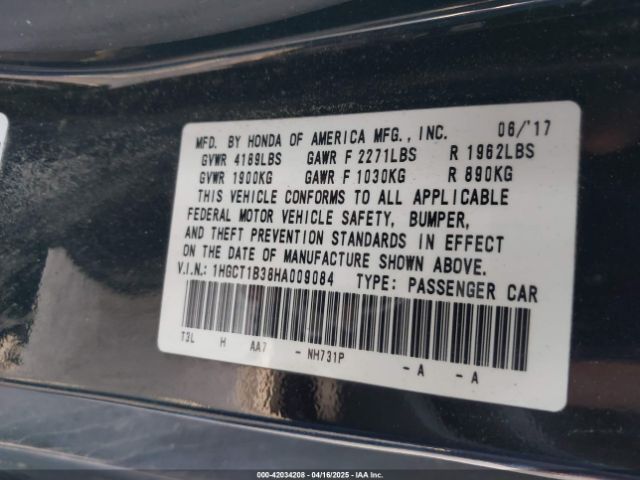 MFD. BY HONDA OF AMERICA MFG., INC. 06/'17
GVWR 4189LBS GAWR F 2271LBS R 1962LBS
GVWR 1900KG GAWR F 1030KG R 890KG
THIS VEHICLE CONFORMS TO ALL APPLICABLE
FEDERAL MOTOR VEHICLE SAFETY, BUMPER,
AND THEFT PREVENTION STANDARDS IN EFFECT
ON THE DATE OF MANUFACTURE SHOWN ABOVE.
V.I.N.: 1HGCT1B38HA009084 TYPE: PASSENGER CAR
T3L H AA7 - NH731P - A - A
000-42034208 - 04/16/2025 - IAA Inc.